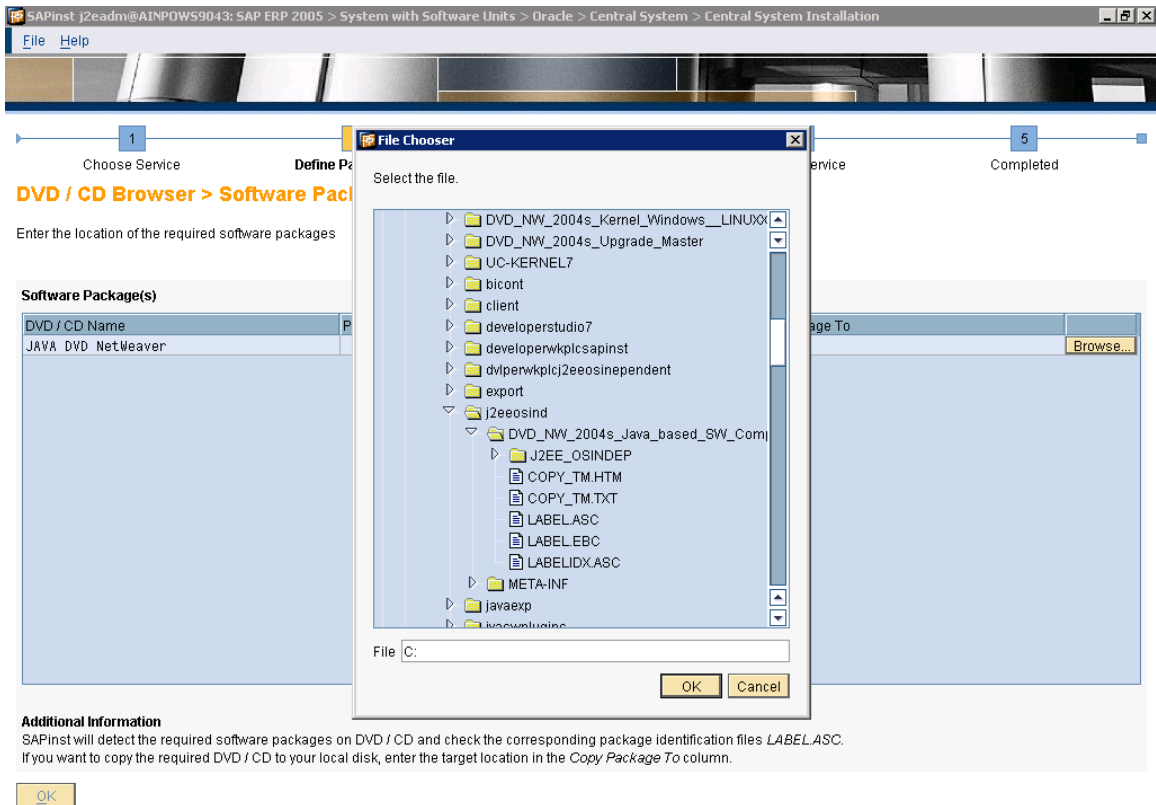 SAPinst j2eadm@AINPOWS9043: SAP ERP 2005 > System with Software Units > Oracle > Central System > Central System Installation
File Help
1
5
Choose Service
Define Pa
ervice
Completed
DVD / CD Browser > Software Pac
Enter the location of the required software packages
Software Package(s)
DVD / CD Name
P
age To
JAVA DVD NetWeaver
Browse...
File Chooser
Select the file.
DVD_NW_2004s_Kernel_Windows__LINUXX
DVD_NW_2004s_Upgrade_Master
UC-KERNEL7
bicont
client
developerstudio7
developerwkplcsapinst
dvlperwkplcj2eeosinependent
export
j2eeosind
DVD_NW_2004s_Java_based_SW_Com
J2EE_OSINDEP
COPY_TM.HTM
COPY_TM.TXT
LABEL.ASC
LABEL.EBC
LABELIDX.ASC
META-INF
javaexp
File C:
OK Cancel
Additional Information
SAPinst will detect the required software packages on DVD / CD and check the corresponding package identification files LABEL.ASC.
If you want to copy the required DVD / CD to your local disk, enter the target location in the Copy Package To column.
OK